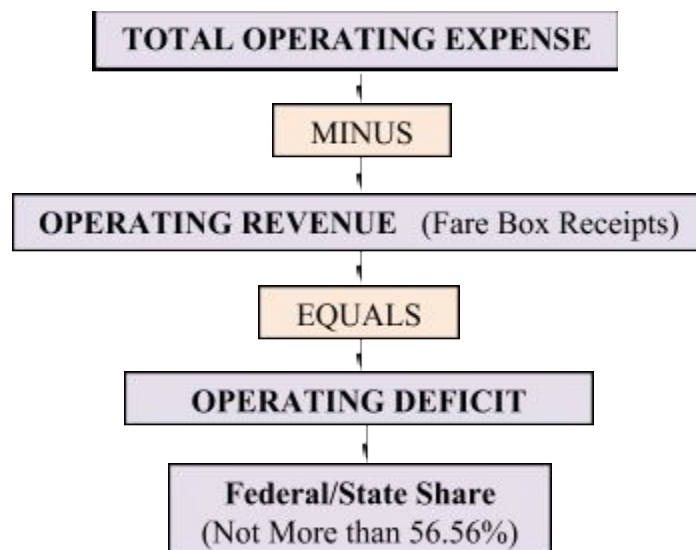 TOTAL OPERATING EXPENSE
MINUS
OPERATING REVENUE (Fare Box Receipts)
EQUALS
OPERATING DEFICIT
Federal/State Share
(Not More than 56.56%)